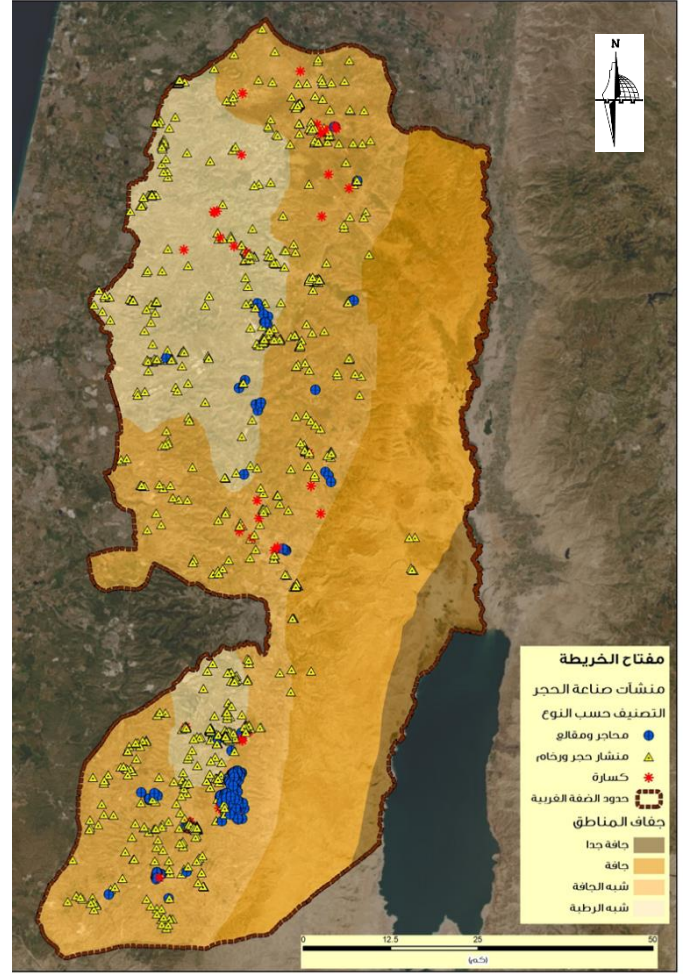 N
مفتاح الخريطة
منشآت صناعة الحجر
التصنيف حسب النوع
محاجر ومقالع
منشار حجر ورخام
كسارة
حدود الضفة الغربية
جفاف المناطق
جافة جدا
جافة
شبه الجافة
شبه الرطبة
0 12.5 25 50
(كم)